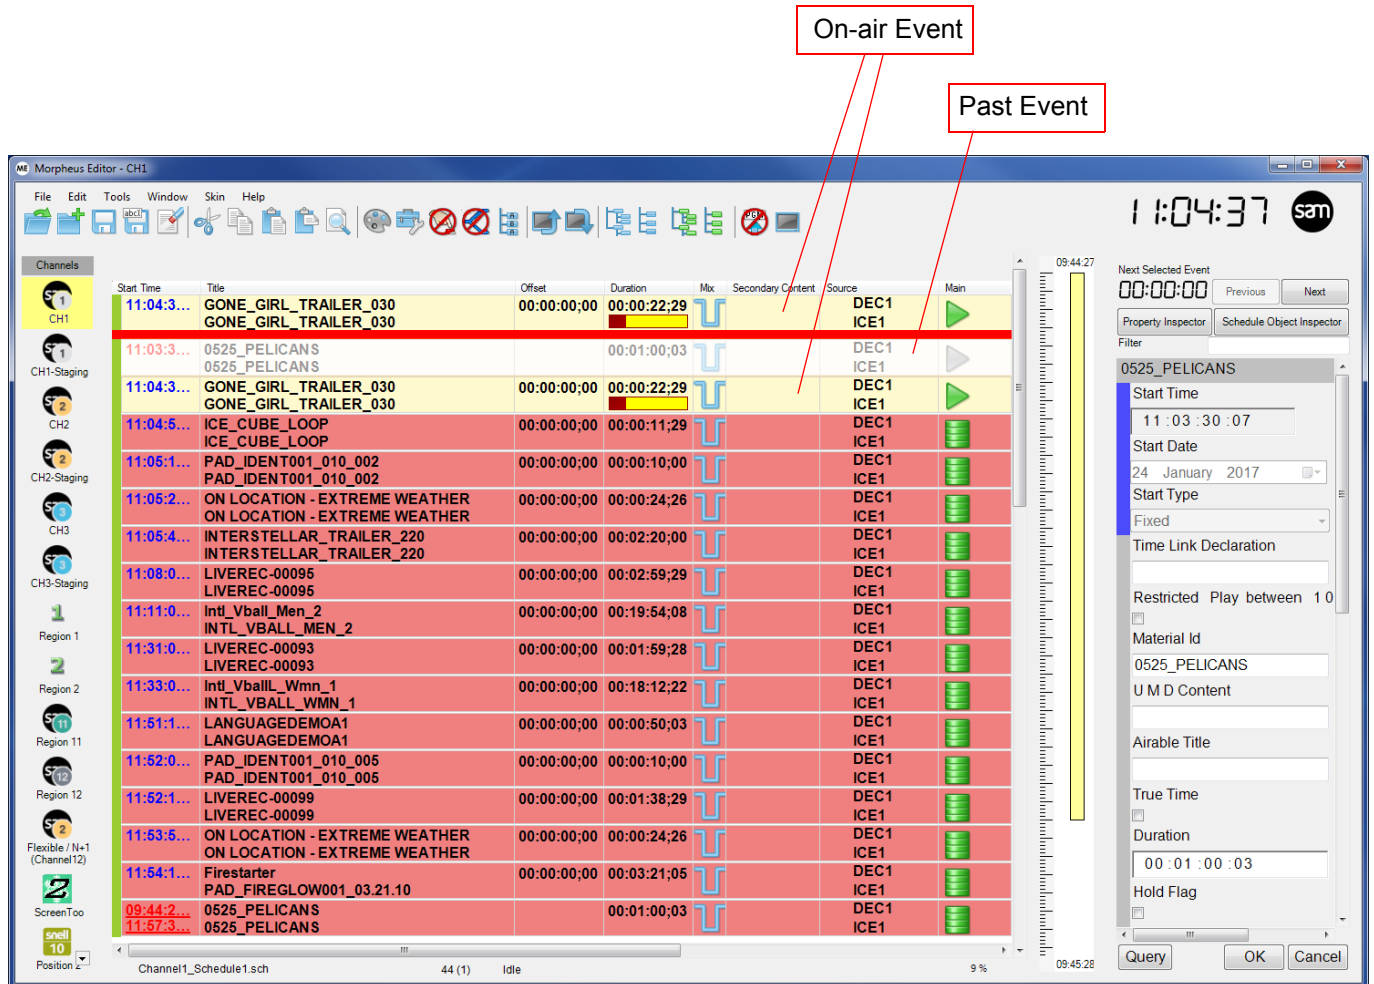 On-air Event
Past Event
ME Morpheus Editor - CH1
File Edit Tools Window Skin Help
11:04:37 sam
Channels
09:44:27
Next Selected Event
00:00:00 Previous Next
Start Time Title Offset Duration Mix Secondary Content Source Main
Property Inspector Schedule Object Inspector
Filter
11:04:3... GONE_GIRL_TRAILER_030 00:00:00;00 00:00:22;29 DEC1
GONE_GIRL_TRAILER_030 ICE1
11:03:3... 0525_PELICANS 00:01:00;03 DEC1
0525_PELICANS ICE1
11:04:3... GONE_GIRL_TRAILER_030 00:00:00;00 00:00:22;29 DEC1
GONE_GIRL_TRAILER_030 ICE1
11:04:5... ICE_CUBE_LOOP 00:00:00;00 00:00:11;29 DEC1
ICE_CUBE_LOOP ICE1
11:05:1... PAD_IDENT001_010_002 00:00:00;00 00:00:10;00 DEC1
PAD_IDENT001_010_002 ICE1
11:05:2... ON LOCATION - EXTREME WEATHER 00:00:00;00 00:00:24;26 DEC1
ON LOCATION - EXTREME WEATHER ICE1
11:05:4... INTERSTELLAR_TRAILER_220 00:00:00;00 00:02:20;00 DEC1
INTERSTELLAR_TRAILER_220 ICE1
11:08:0... LIVEREC-00095 00:00:00;00 00:02:59;29 DEC1
LIVEREC-00095 ICE1
11:11:0... Intl_Vball_Men_2 00:00:00;00 00:19:54;08 DEC1
INTL_VBALL_MEN_2 ICE1
11:31:0... LIVEREC-00093 00:00:00;00 00:01:59;28 DEC1
LIVEREC-00093 ICE1
11:33:0... Intl_VballL_Wmn_1 00:00:00;00 00:18:12;22 DEC1
INTL_VBALL_WMN_1 ICE1
11:51:1... LANGUAGEDEMOA1 00:00:00;00 00:00:50;03 DEC1
LANGUAGEDEMOA1 ICE1
11:52:0... PAD_IDENT001_010_005 00:00:00;00 00:00:10;00 DEC1
PAD_IDENT001_010_005 ICE1
11:52:1... LIVEREC-00099 00:00:00;00 00:01:38;29 DEC1
LIVEREC-00099 ICE1
11:53:5... ON LOCATION - EXTREME WEATHER 00:00:00;00 00:00:24;26 DEC1
ON LOCATION - EXTREME WEATHER ICE1
11:54:1... Firestarter 00:00:00;00 00:03:21;05 DEC1
PAD_FIREGLOW001_03.21.10 ICE1
09:44:2... 0525_PELICANS 00:01:00;03 DEC1
11:57:3... 0525_PELICANS ICE1
CH1
CH1-Staging
CH2
CH2-Staging
CH3
CH3-Staging
1
Region 1
2
Region 2
11
Region 11
12
Region 12
Flexible / N+1
(Channel12)
ScreenToo
snell
10
Position 2
0525_PELICANS
Start Time
11 :03 :30 :07
Start Date
24 January 2017
Start Type
Fixed
Time Link Declaration
Restricted Play between 1 0
Material Id
0525_PELICANS
U M D Content
Airable Title
True Time
Duration
00 :01 :00 :03
Hold Flag
Query OK Cancel
Channel1_Schedule1.sch 44 (1) Idle 9 % 09:45:28